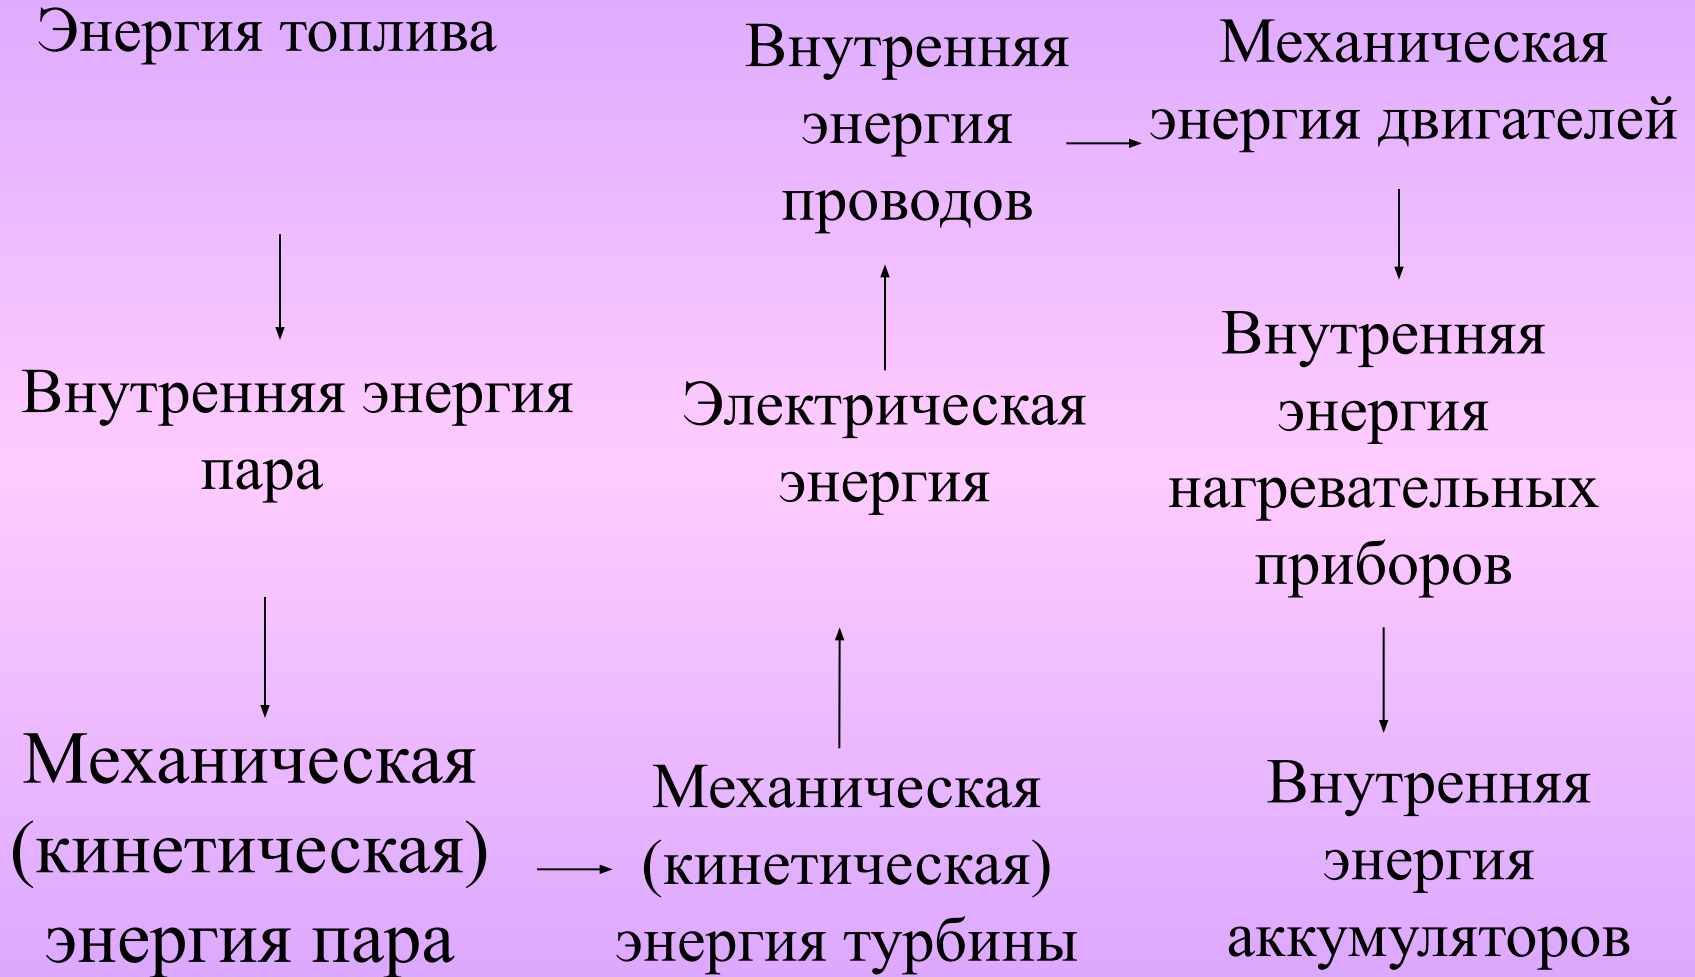 Энергия топлива
Внутренняя энергия
пара
Механическая
(кинетическая)
энергия пара
Механическая
(кинетическая)
энергия турбины
Электрическая
энергия
Внутренняя
энергия
проводов
Механическая
энергия двигателей
Внутренняя
энергия
нагревательных
приборов
Внутренняя
энергия
аккумуляторов